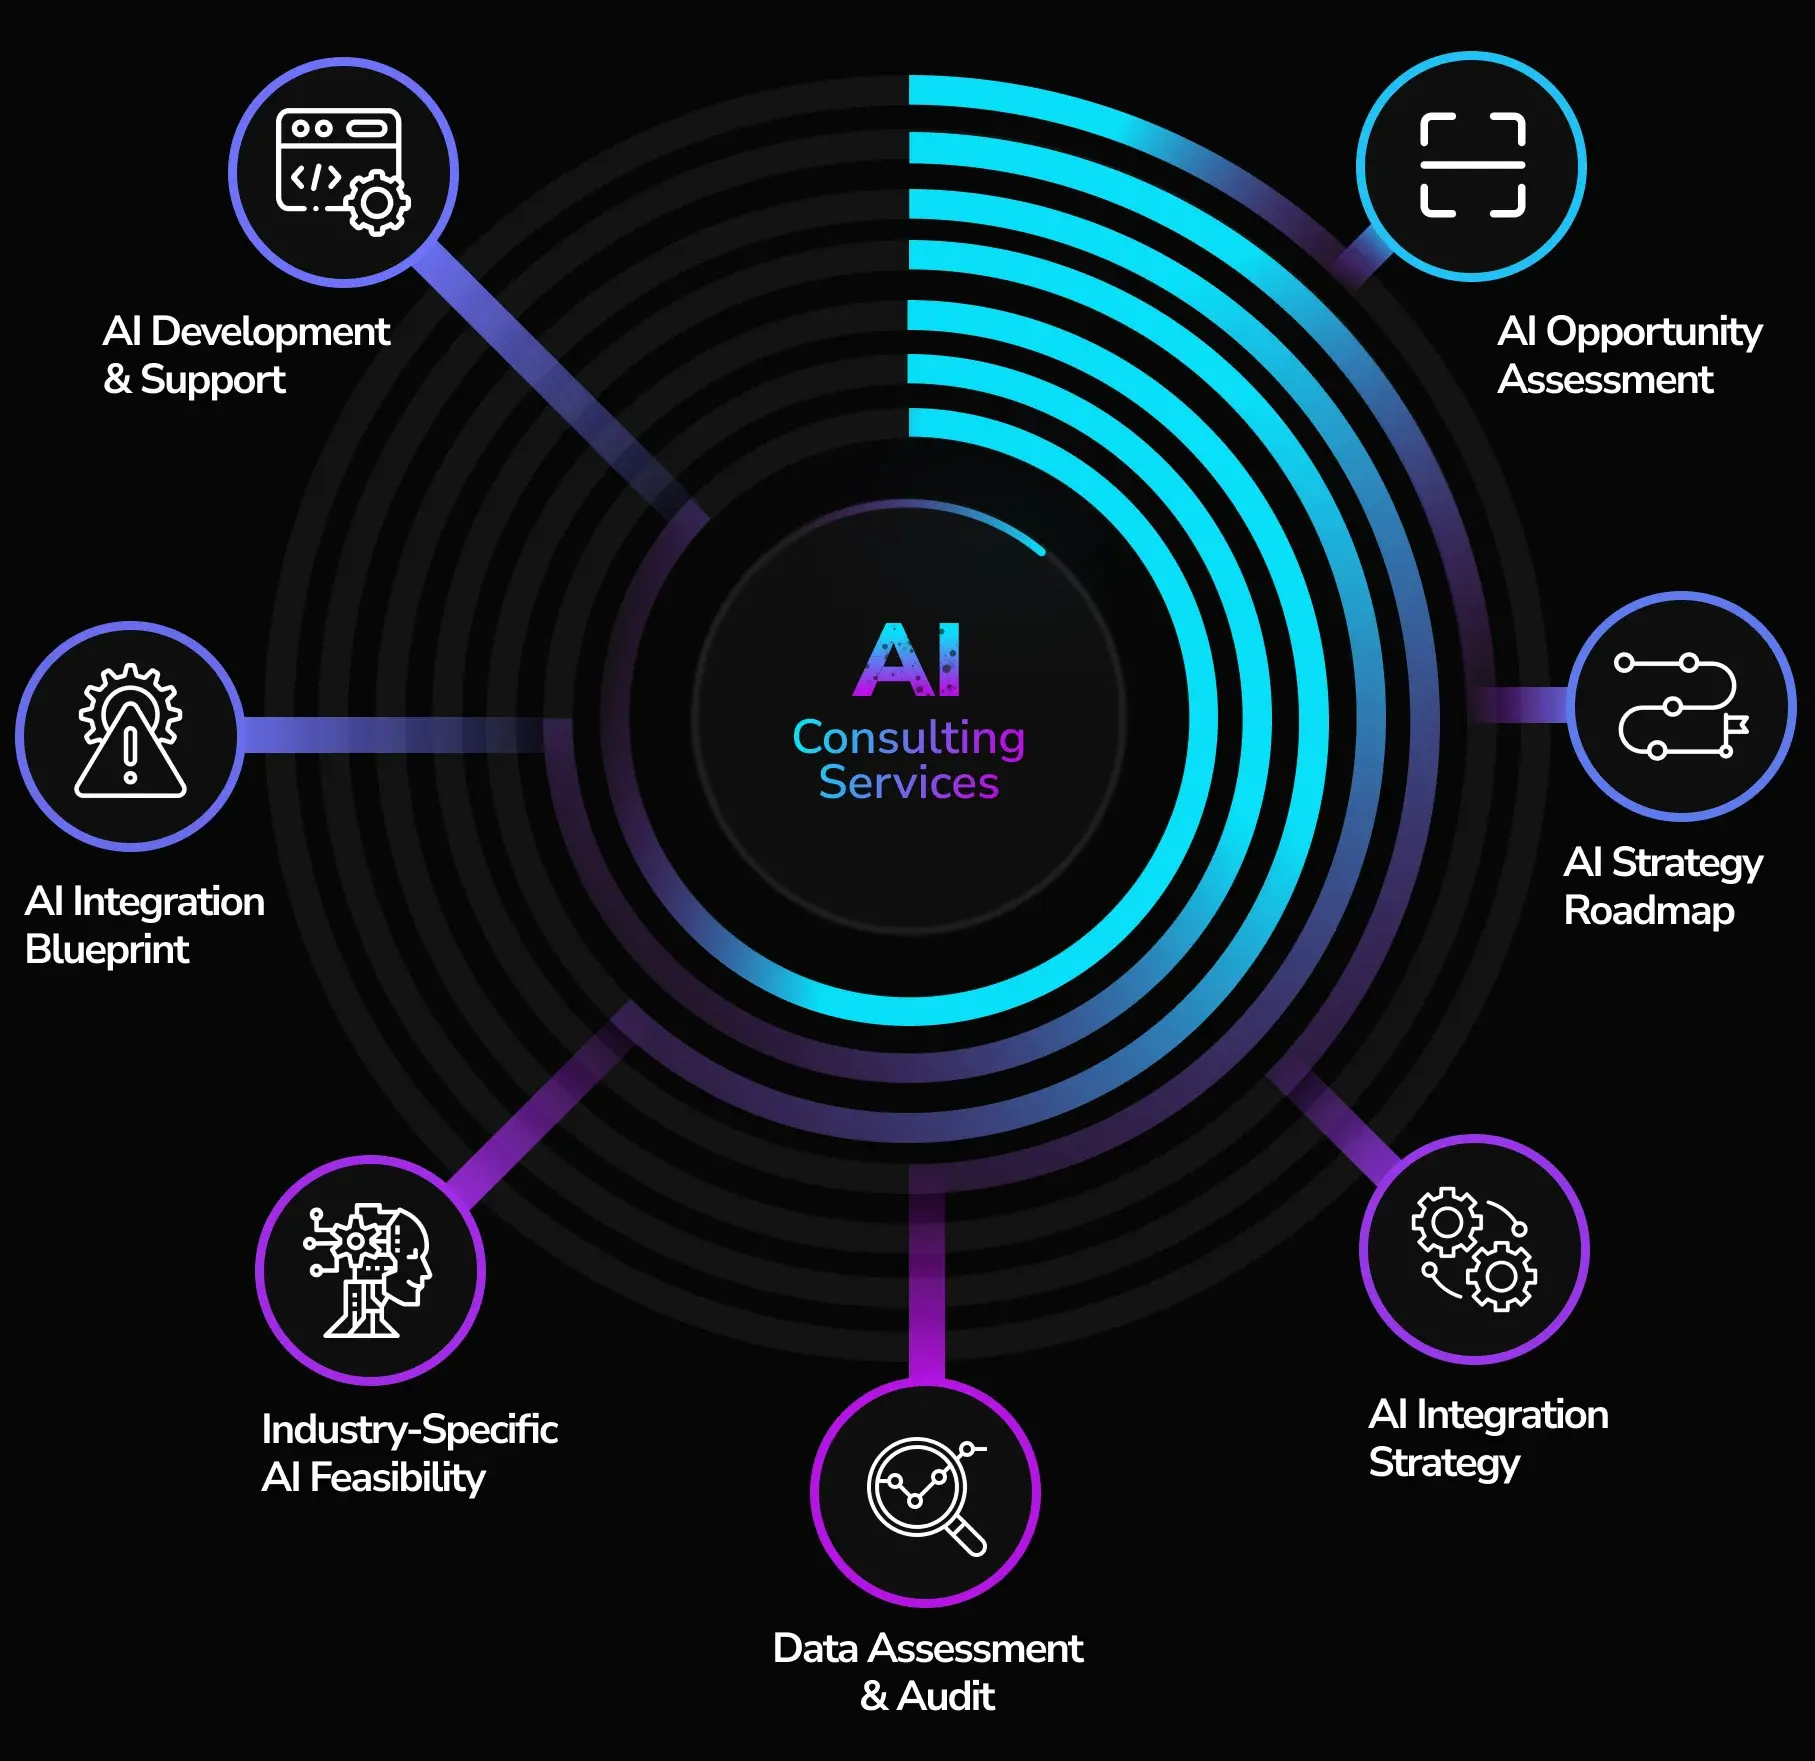 AI Development
& Support
AI Opportunity
Assessment
AI
Consulting
Services
AI Strategy
Roadmap
AI Integration
Blueprint
AI Integration
Strategy
Industry-Specific
AI Feasibility
Data Assessment
& Audit